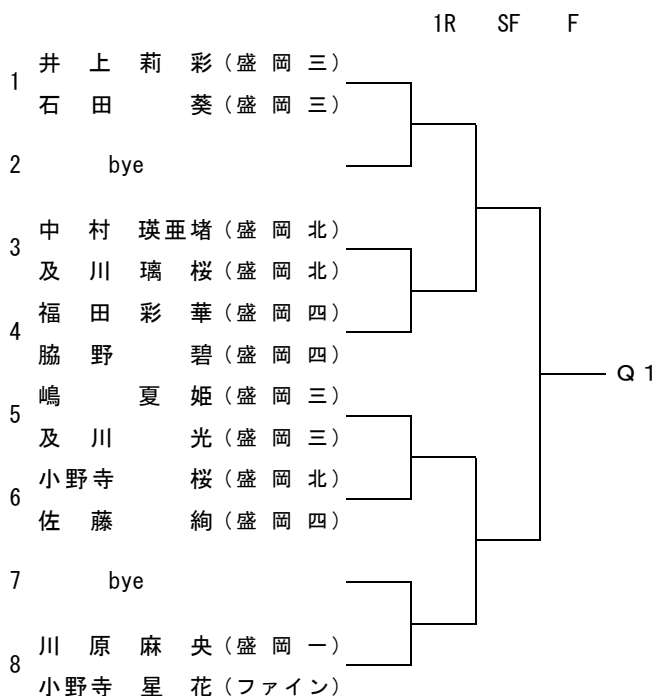 1R SF F
1 井上莉彩(盛岡三)
石田葵(盛岡三)
2 bye
3 中村瑛亜堵(盛岡北)
及川璃桜(盛岡北)
4 福田彩華(盛岡四)
脇野碧(盛岡四)
Q1
5 嶋夏姫(盛岡三)
及川光(盛岡三)
6 小野寺桜(盛岡北)
佐藤絢(盛岡四)
7 bye
8 川原麻央(盛岡一)
小野寺星花(ファイン)